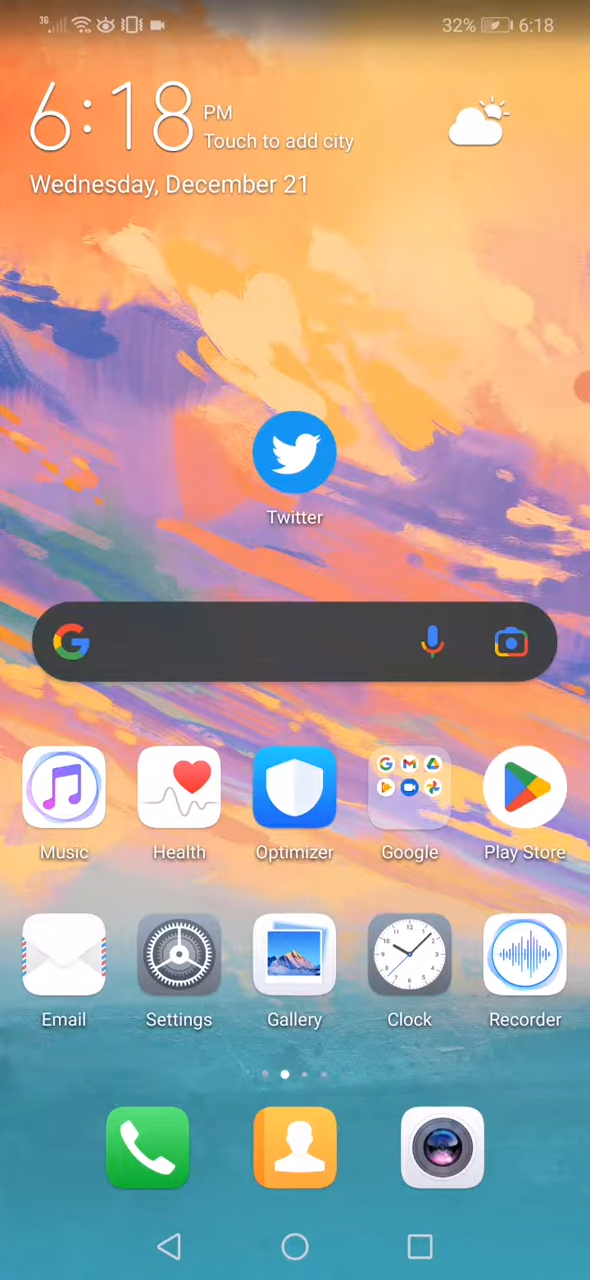 3G
32%
6:18
6:18
PM
Touch to add city
Wednesday, December 21
Twitter
Music
Health
Optimizer
Google
Play Store
Email
Settings
Gallery
Clock
Recorder